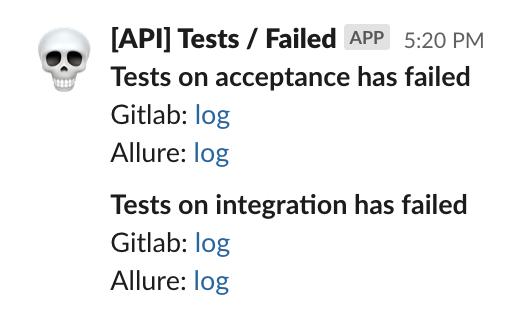 [API] Tests / Failed APP 5:20 PM
Tests on acceptance has failed
Gitlab: log
Allure: log
Tests on integration has failed
Gitlab: log
Allure: log